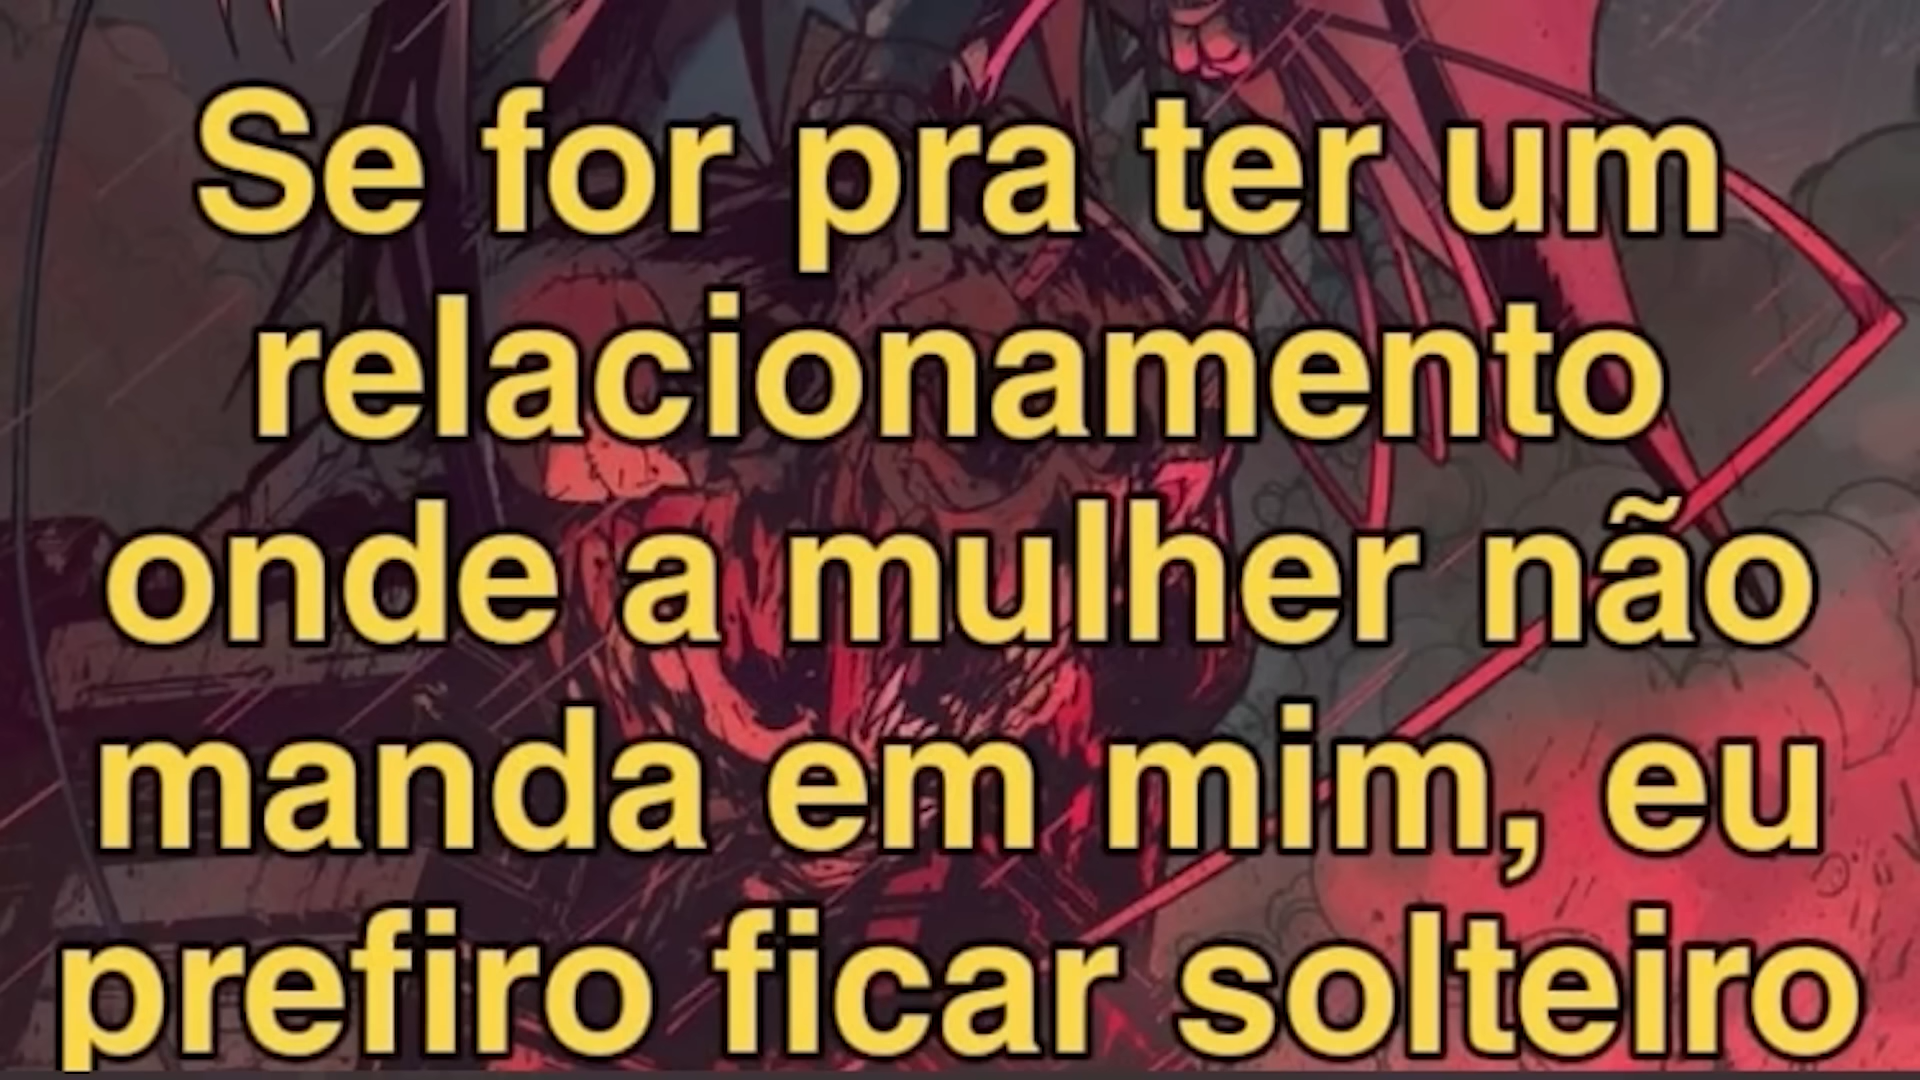 Se for pra ter um
relacionamento
onde a mulher não
manda em mim, eu
prefiro ficar solteiro